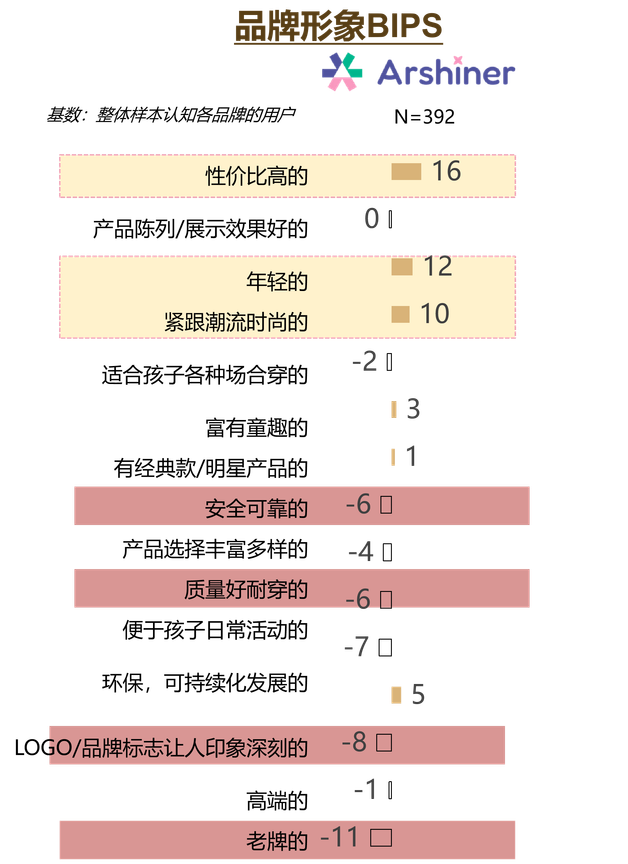 品牌形象BIPS
Arshiner
基数：整体样本认知各品牌的用户
N=392
性价比高的 16
产品陈列/展示效果好的 0
年轻的 12
紧跟潮流时尚的 10
适合孩子各种场合穿的 -2
富有童趣的 3
有经典款/明星产品的 1
安全可靠的 -6
产品选择丰富多样的 -4
质量好耐穿的 -6
便于孩子日常活动的 -7
环保，可持续化发展的 5
LOGO/品牌标志让人印象深刻的 -8
高端的 -1
老牌的 -11